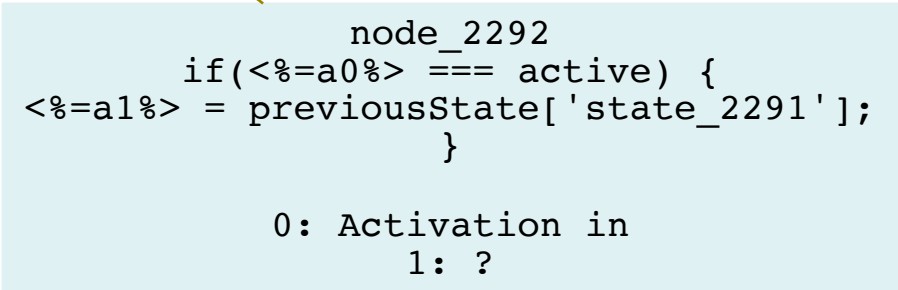 node_2292
if(<%=a0%> === active) {
<%=a1%> = previousState['state_2291'];
}
0: Activation in
1: ?